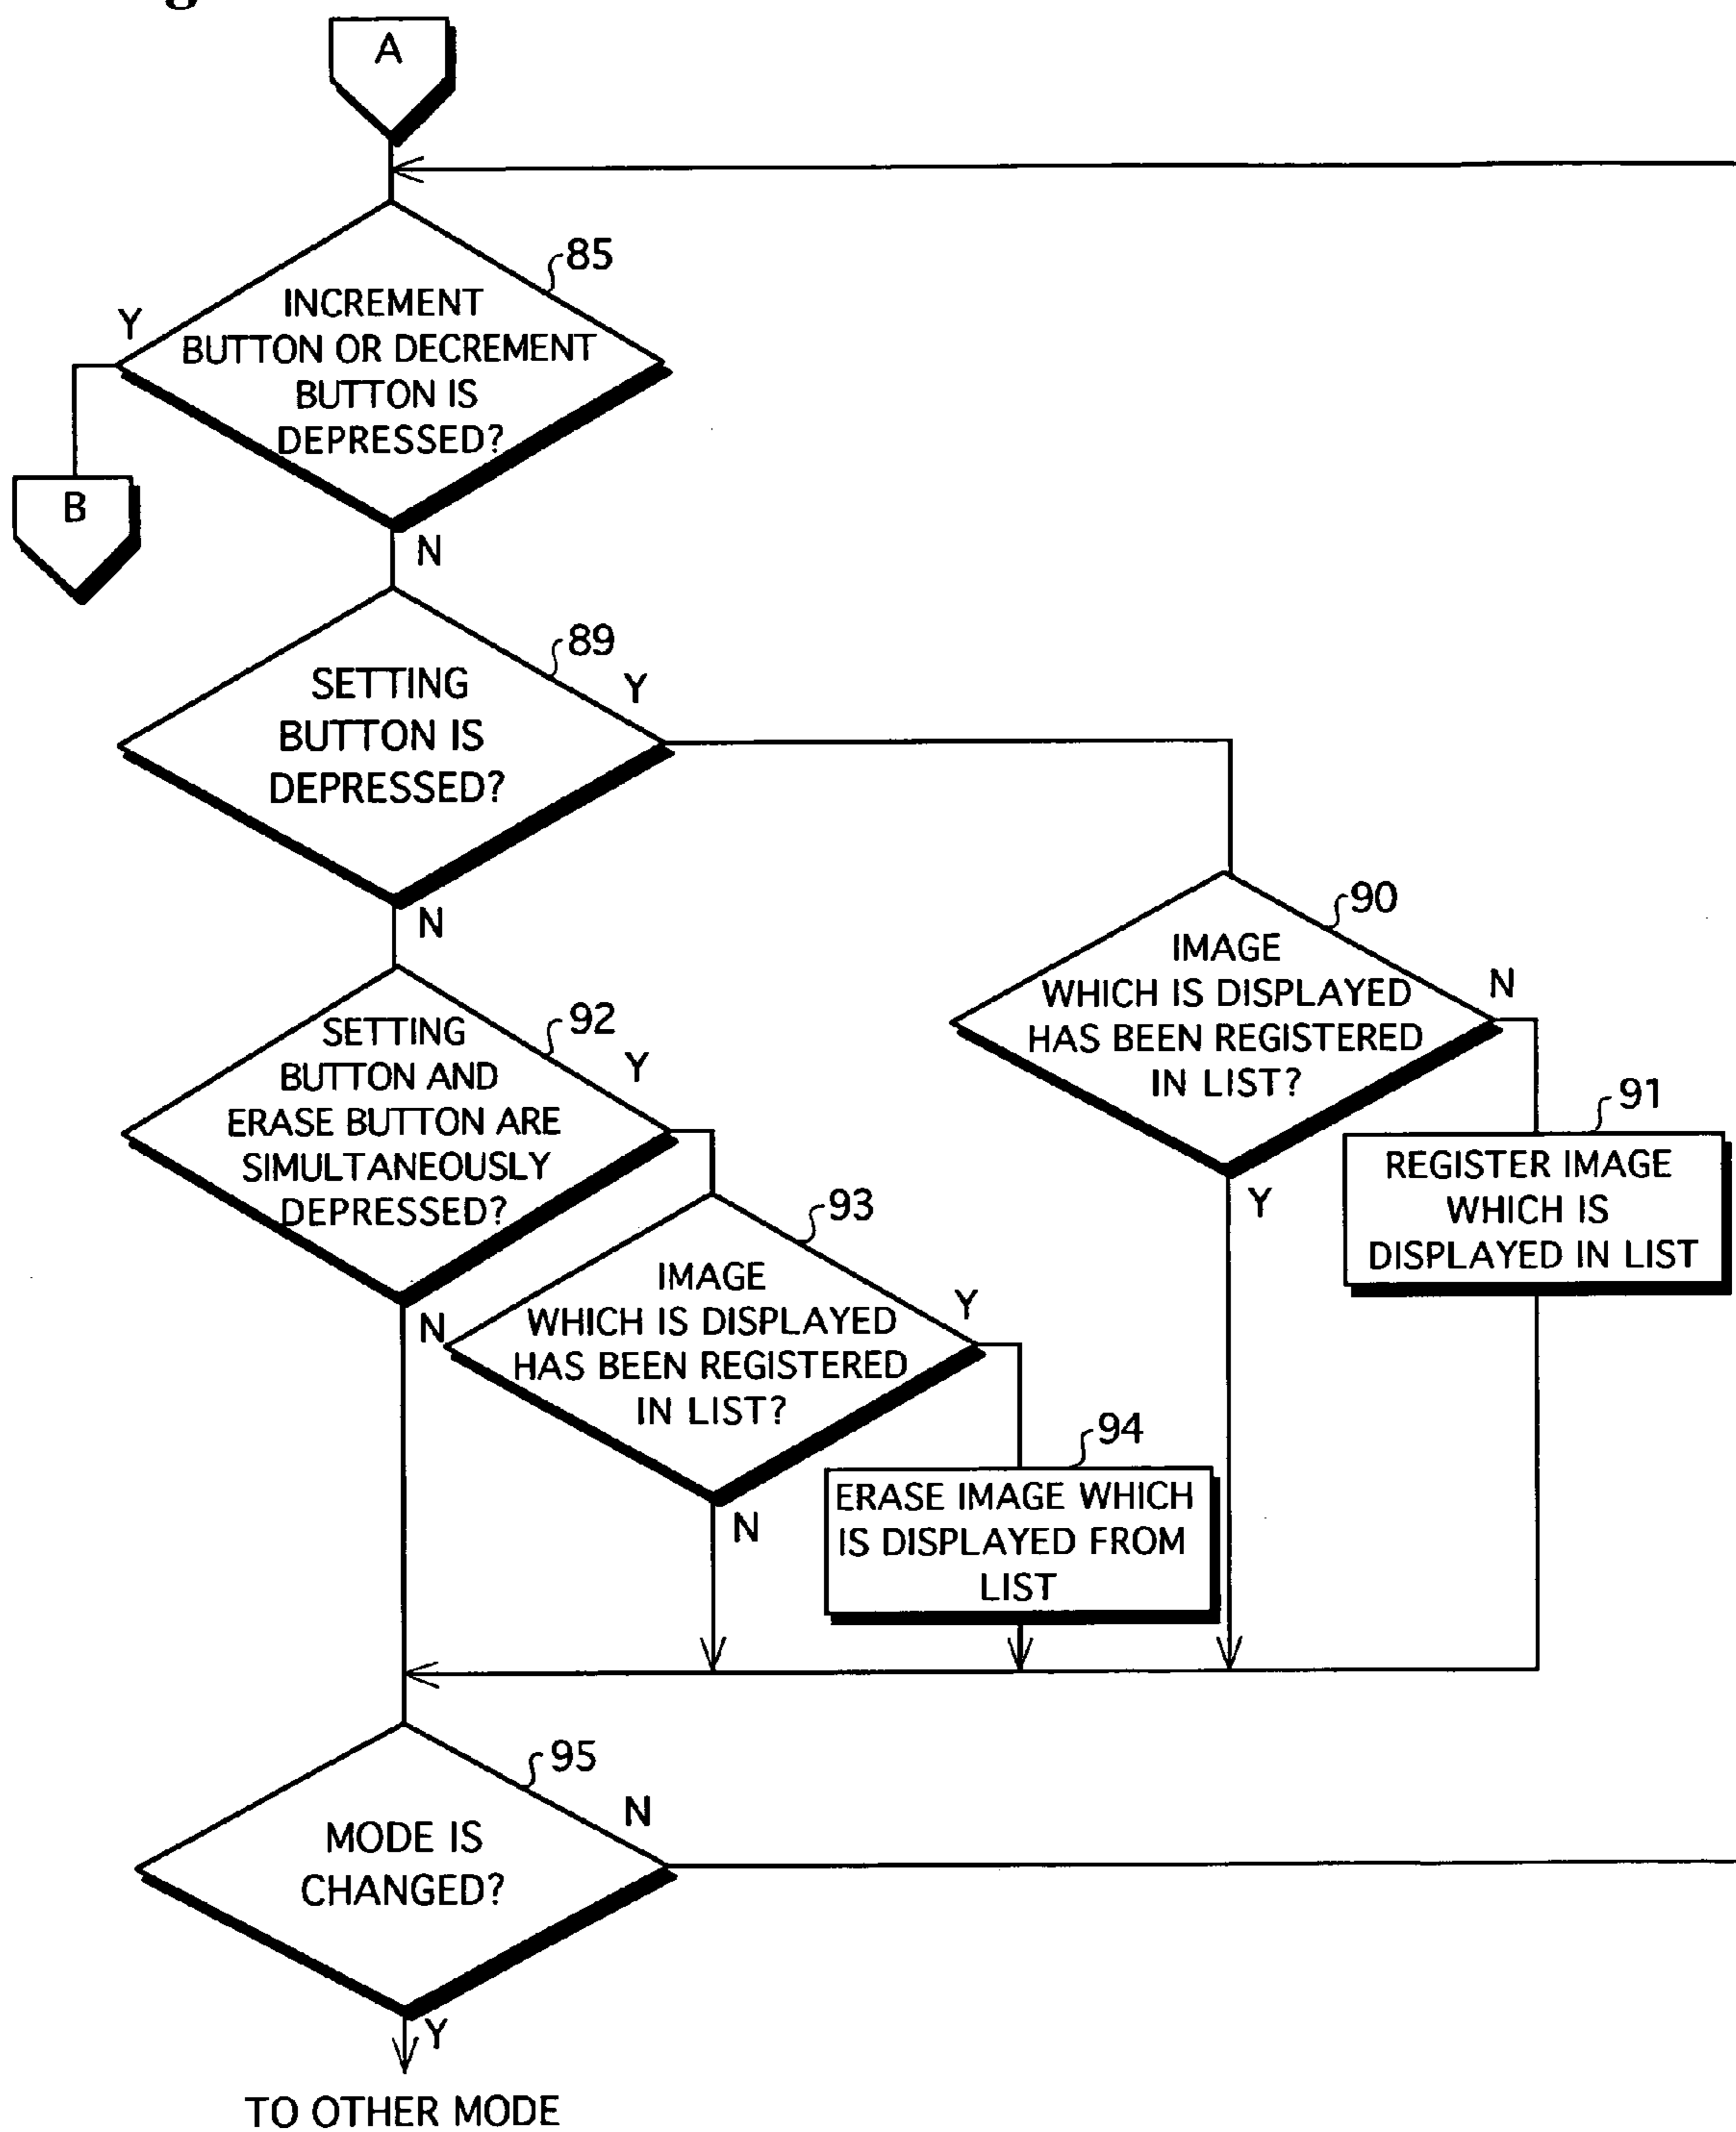 A
85
INCREMENT
BUTTON OR DECREMENT
BUTTON IS
DEPRESSED?
Y
B
N
89
SETTING
BUTTON IS
DEPRESSED?
Y
N
90
IMAGE
WHICH IS DISPLAYED
HAS BEEN REGISTERED
IN LIST?
N
Y
91
REGISTER IMAGE
WHICH IS
DISPLAYED IN LIST
92
SETTING
BUTTON AND
ERASE BUTTON ARE
SIMULTANEOUSLY
DEPRESSED?
Y
N
93
IMAGE
WHICH IS DISPLAYED
HAS BEEN REGISTERED
IN LIST?
Y
N
94
ERASE IMAGE WHICH
IS DISPLAYED FROM
LIST
95
MODE IS
CHANGED?
N
Y
TO OTHER MODE